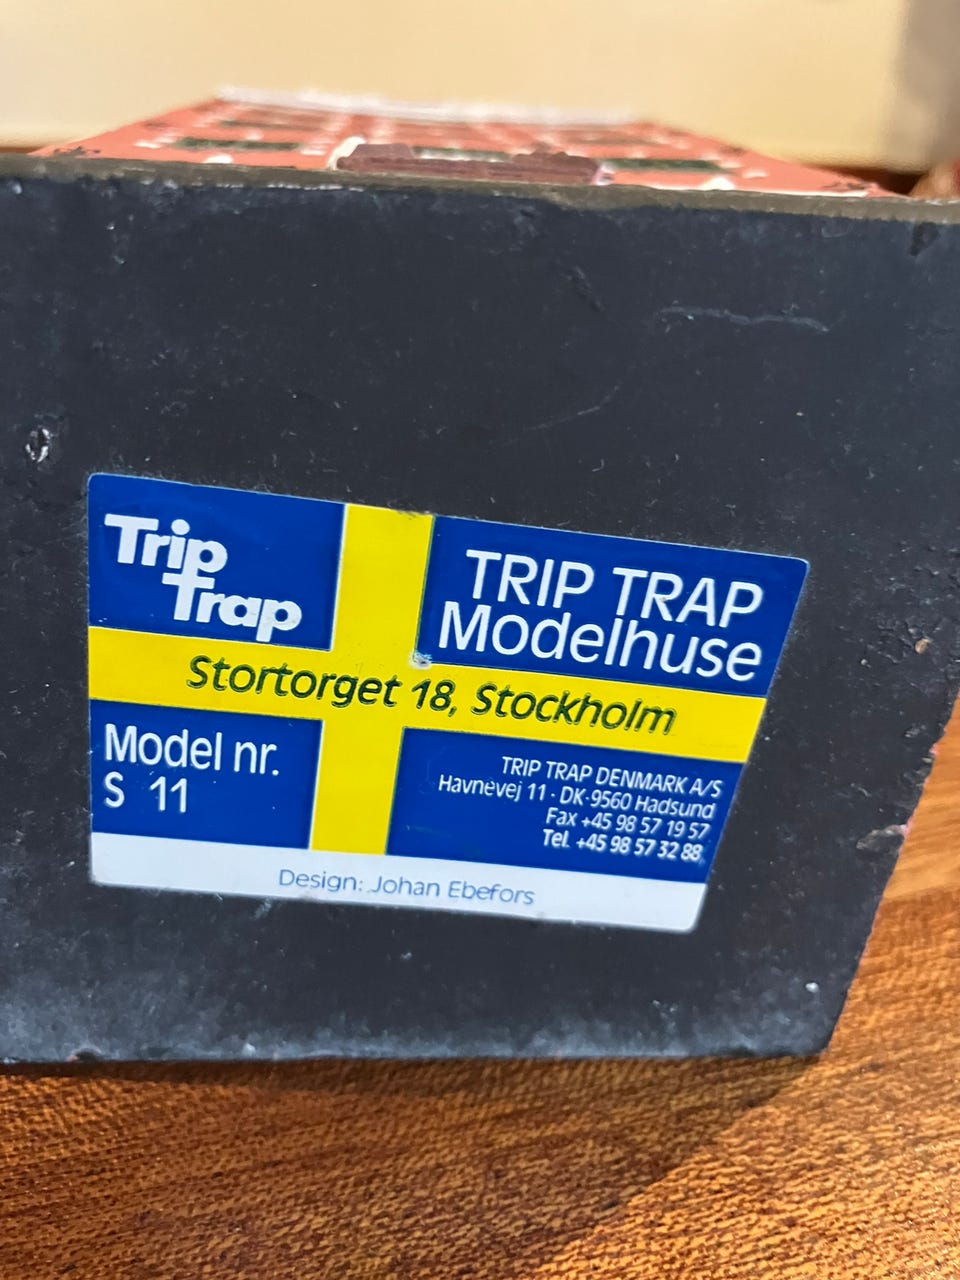 Trip
Trap
TRIP TRAP
Modelhuse
Stortorget 18, Stockholm
Model nr.
S 11
TRIP TRAP DENMARK A/S
Havnevej 11 · DK-9560 Hadsund
Fax +45 98 57 19 57
Tel. +45 98 57 32 88
Design: Johan Ebefors